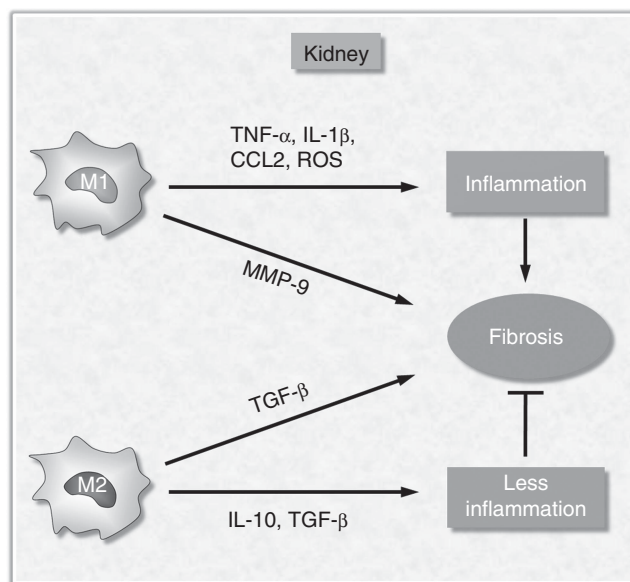 Kidney
TNF-α, IL-1β,
CCL2, ROS
M1
Inflammation
MMP-9
Fibrosis
TGF-β
M2
Less
inflammation
IL-10, TGF-β